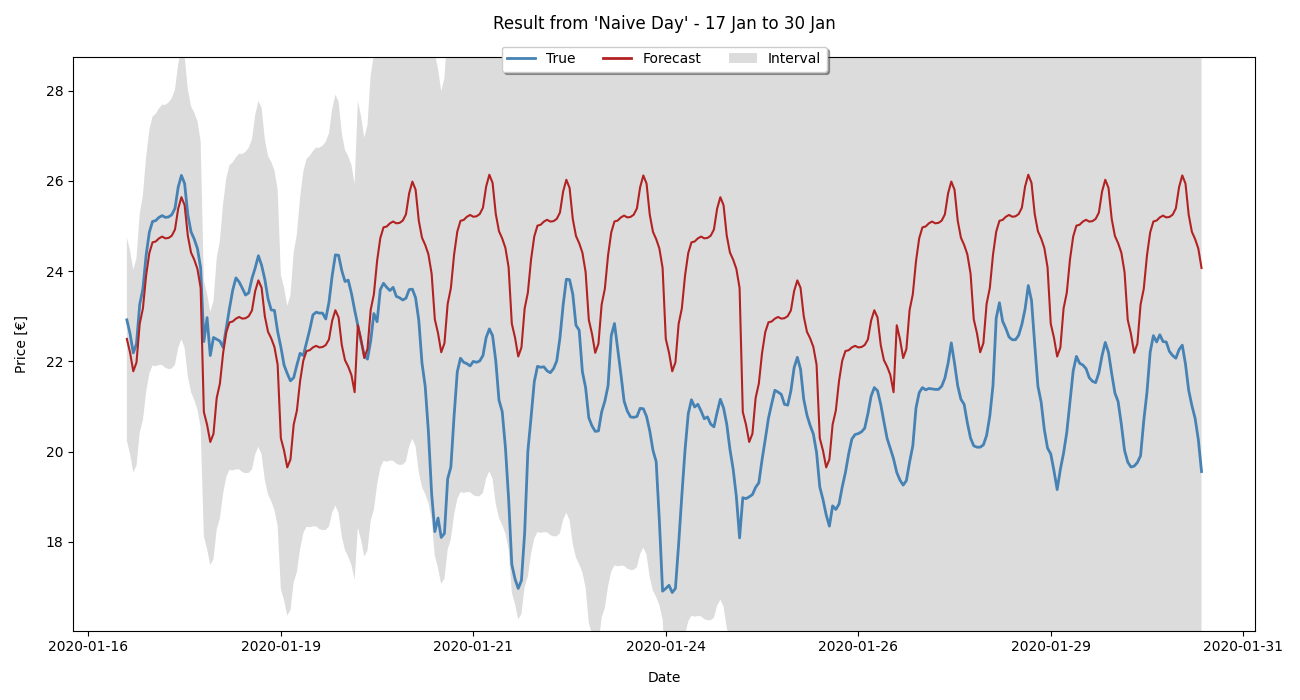 Result from 'Naive Day' - 17 Jan to 30 Jan
True Forecast Interval
28
26
24
22
20
18
Price [€]
2020-01-16 2020-01-19 2020-01-21 2020-01-24 2020-01-26 2020-01-29 2020-01-31
Date